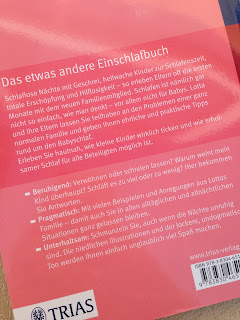 Das etwas andere Einschlafbuch
Schlaflose Nächte mit Geschrei, hellwache Kinder zur Schlafenszeit,
totale Erschöpfung und Hilflosigkeit – so erleben Eltern oft die ersten
Monate mit dem neuen Familienmitglied. Schlafen ist nämlich gar
nicht so einfach, wie man denkt – vor allem nicht für Babys. Lotta
und ihre Eltern lassen Sie teilhaben an den Problemen einer ganz
normalen Familie und geben Ihnen ehrliche und praktische Tipps
rund um den Babyschlaf.
Erleben Sie hautnah, wie kleine Kinder wirklich ticken und wie erhol-
samer Schlaf für alle Beteiligten möglich ist.
Beruhigend: Verwöhnen oder schreien lassen? Warum weint mein
Kind überhaupt? Schläft es zu viel oder zu wenig? Hier bekommen
Sie Antworten.
Pragmatisch: Mit vielen Beispielen und Anregungen aus Lottas
Familie – damit auch Sie in allen alltäglichen und absichtlichen
Situationen ganz gelassen bleiben.
Unterhaltsam: Schmunzeln Sie, auch wenn die Nächte unruhig
sind. Die niedlichen Illustrationen und der lockere, undogmatis
Ton werden Ihnen einfach unglaublich viel Spaß machen.
www.trias-verlag
ISBN 978-3-8304-
9 783830
TRIAS